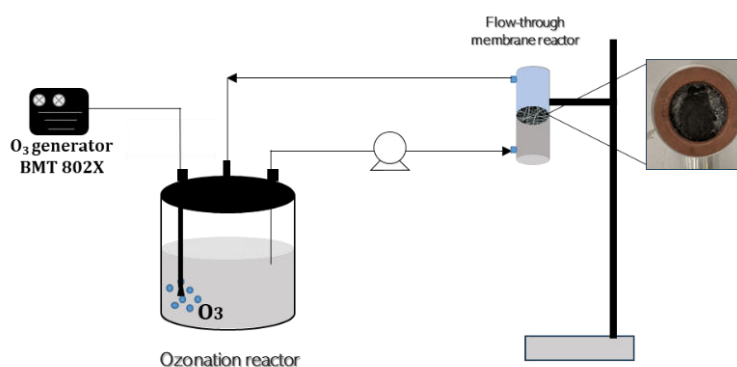 Flow-through
membrane reactor
O3 generator
BMT 802X
O3
Ozonation reactor